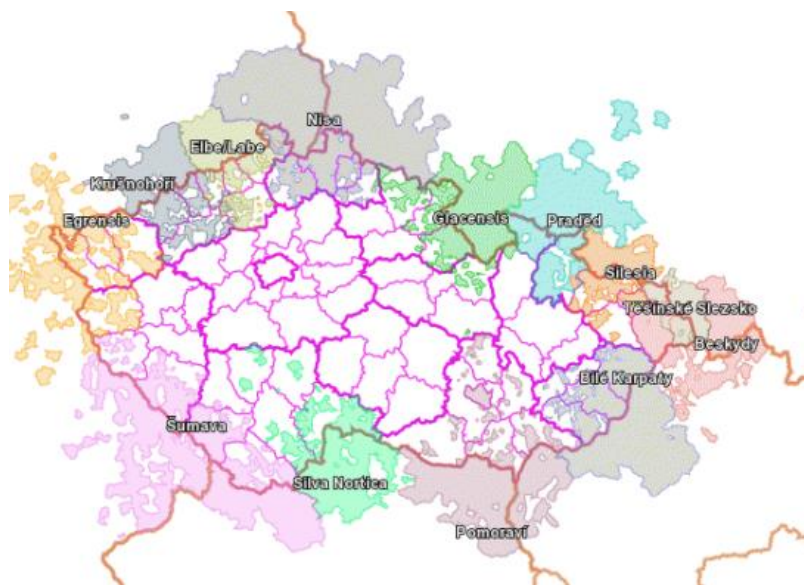 Nisa
Elbe/Labe
Krušnohoří
Egrensis
Glacensis
Praděd
Silesia
Těšínské Slezsko
Beskydy
Bílé Karpaty
Šumava
Silva Nortica
Pomoraví